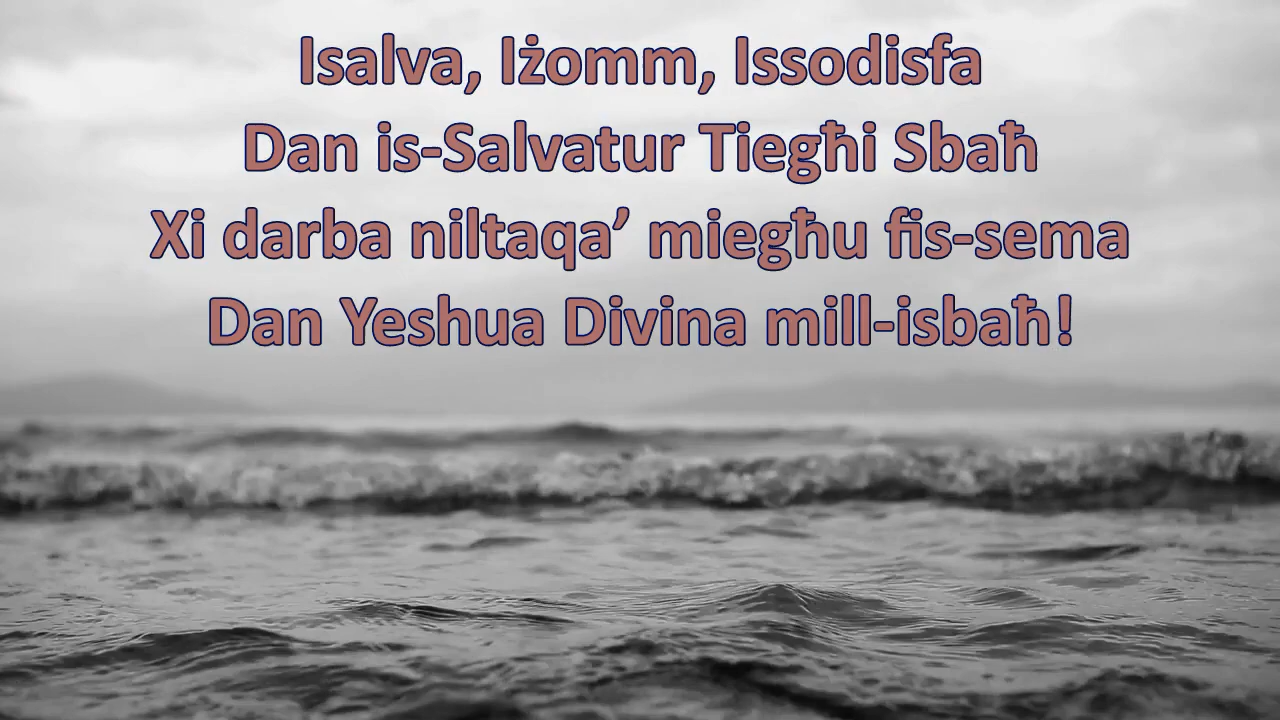 Isalva, Iżomm, Issodisfa
Dan is-Salvatur Tiegħi Sbaħ
Xi darba niltaqa’ miegħu fis-sema
Dan Yeshua Divina mill-isbaħ!